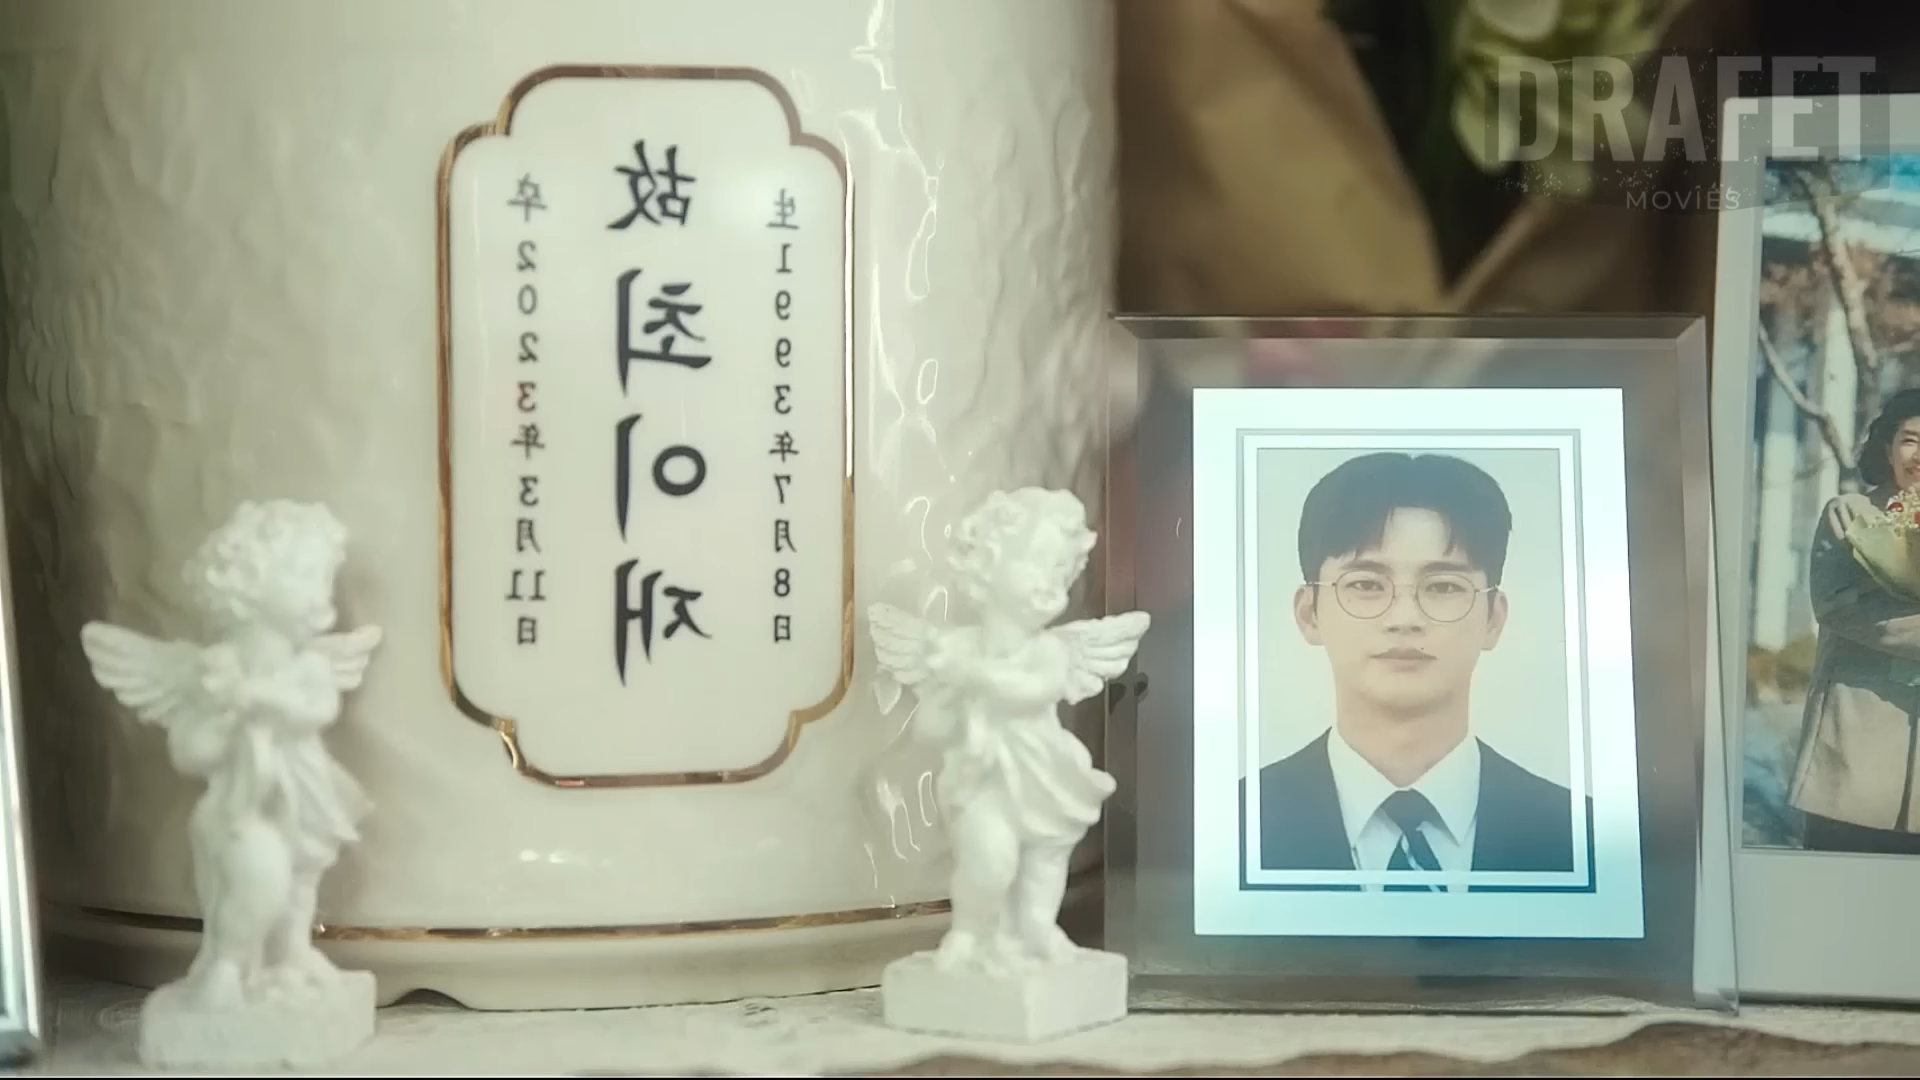 故 최이재
生 1993年 7月 8日
卒 2023年 3月 11日
DRAFET
MOVIES